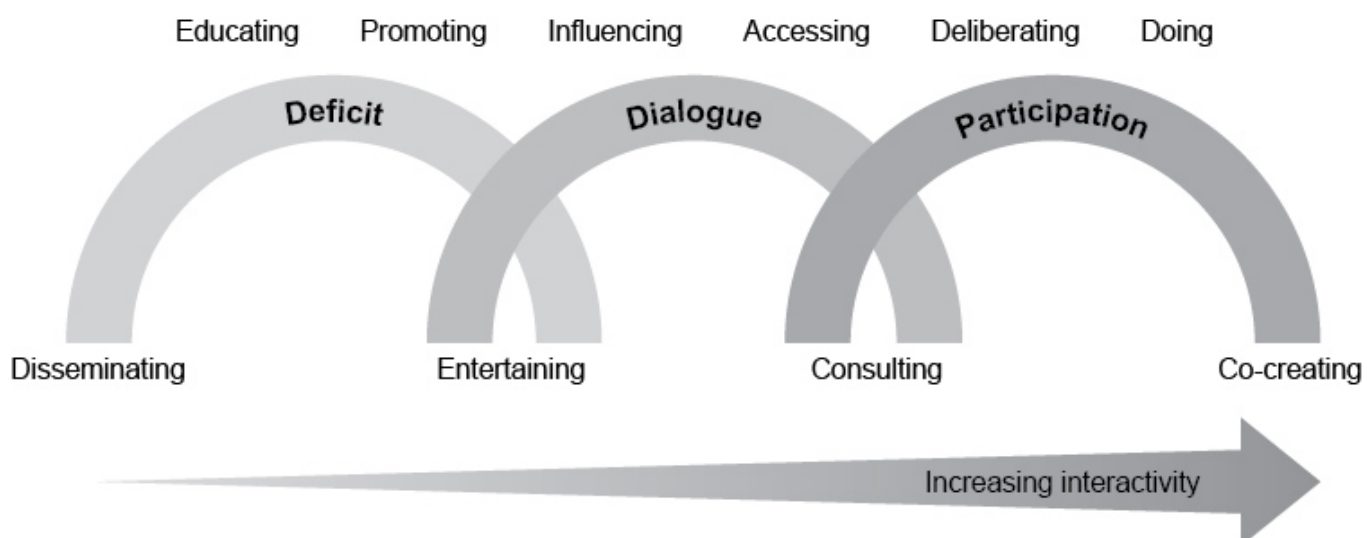 Educating Promoting Influencing Accessing Deliberating Doing
Deficit Dialogue Participation
Disseminating Entertaining Consulting Co-creating
Increasing interactivity